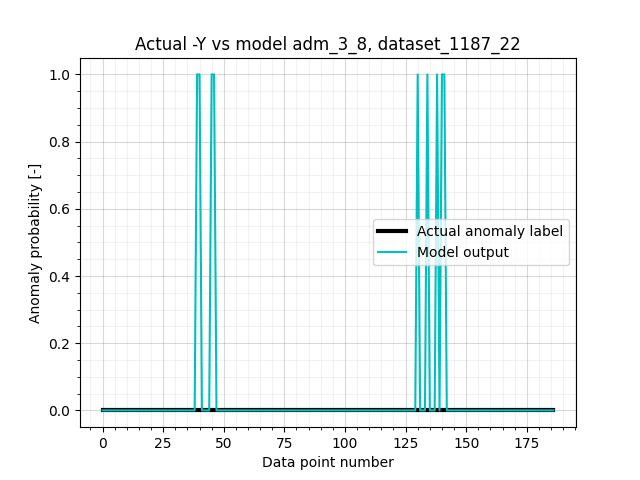 Actual -Y vs model adm_3_8, dataset_1187_22
1.0
0.8
0.6
0.4
0.2
0.0
Anomaly probability [-]
Actual anomaly label
Model output
0 25 50 75 100 125 150 175
Data point number